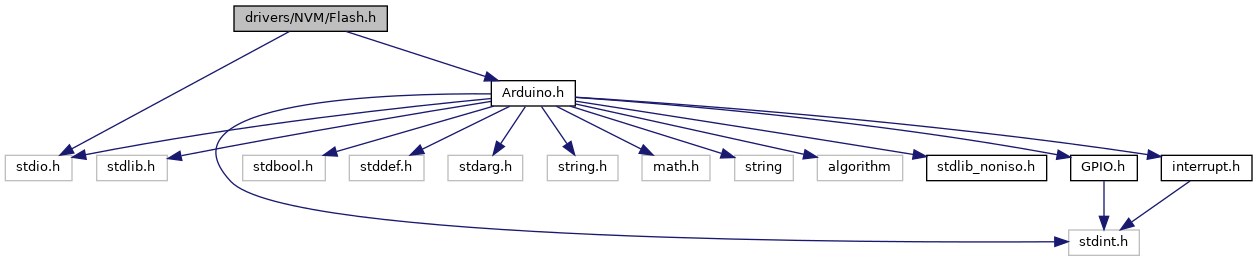 drivers/NVM/Flash.h
Arduino.h
stdio.h
stdlib.h
stdbool.h
stddef.h
stdarg.h
string.h
math.h
string
algorithm
stdlib_noniso.h
GPIO.h
interrupt.h
stdint.h